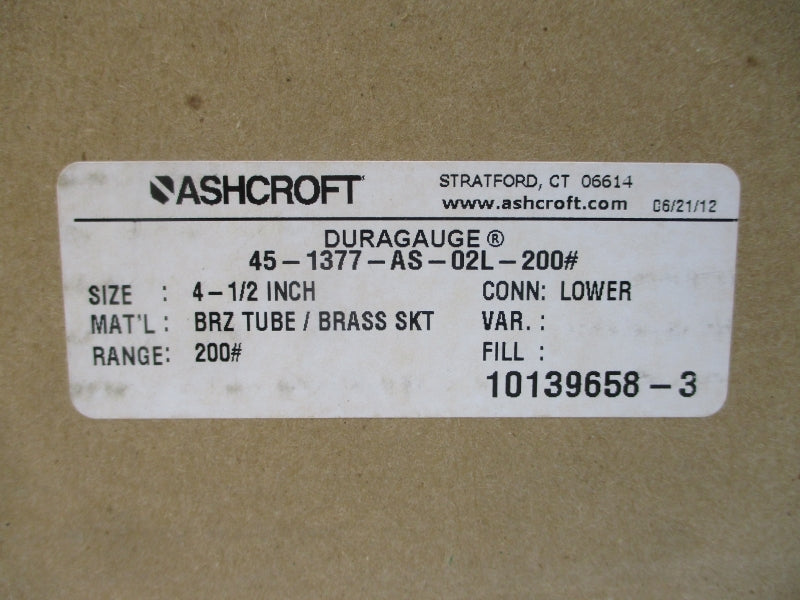 ASHCROFT STRATFORD, CT 06614
www.ashcroft.com 06/21/12
DURAGAUGE ®
45-1377-AS-02L-200#
SIZE : 4-1/2 INCH CONN: LOWER
MAT'L : BRZ TUBE / BRASS SKT VAR. :
RANGE: 200# FILL :
10139658-3